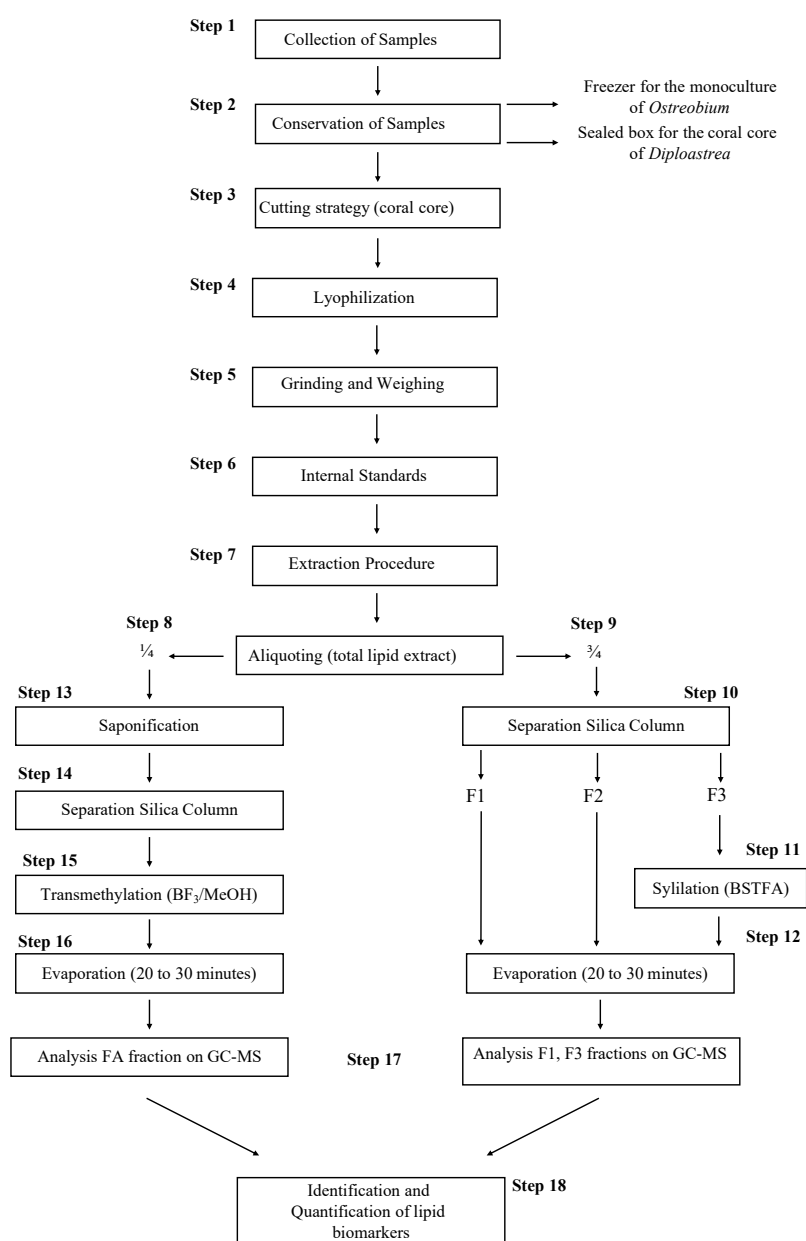 Step 1
Collection of Samples
Step 2
Conservation of Samples
Freezer for the monoculture
of Ostreobium
Sealed box for the coral core
of Diploastrea
Step 3
Cutting strategy (coral core)
Step 4
Lyophilization
Step 5
Grinding and Weighing
Step 6
Internal Standards
Step 7
Extraction Procedure
Step 8
¼
Aliquoting (total lipid extract)
Step 9
¾
Step 13
Saponification
Step 14
Separation Silica Column
Step 15
Transmethylation (BF₃/MeOH)
Step 16
Evaporation (20 to 30 minutes)
Analysis FA fraction on GC-MS
Step 10
Separation Silica Column
F1
F2
F3
Step 11
Sylilation (BSTFA)
Step 12
Evaporation (20 to 30 minutes)
Step 17
Analysis F1, F3 fractions on GC-MS
Step 18
Identification and
Quantification of lipid
biomarkers